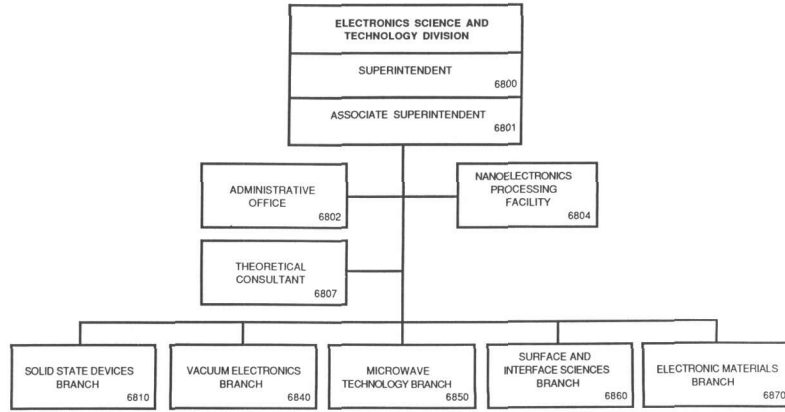 ELECTRONICS SCIENCE AND
TECHNOLOGY DIVISION
SUPERINTENDENT
6800
ASSOCIATE SUPERINTENDENT
6801
ADMINISTRATIVE
OFFICE
6802
NANOELECTRONICS
PROCESSING
FACILITY
6804
THEORETICAL
CONSULTANT
6807
SOLID STATE DEVICES
BRANCH
6810
VACUUM ELECTRONICS
BRANCH
6840
MICROWAVE
TECHNOLOGY BRANCH
6850
SURFACE AND
INTERFACE SCIENCES
BRANCH
6860
ELECTRONIC MATERIALS
BRANCH
6870